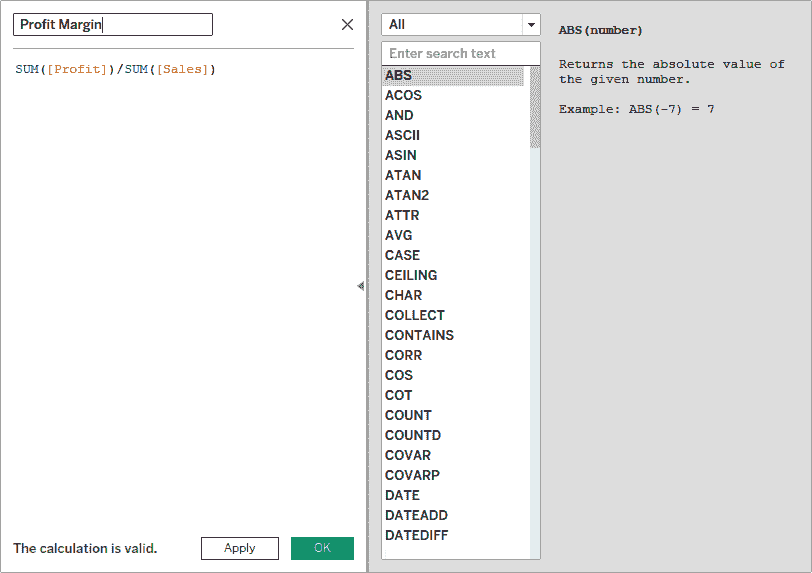 Profit Margin
SUM([Profit])/SUM([Sales])
The calculation is valid.
Apply
OK
All
Enter search text
ABS
ACOS
AND
ASCII
ASIN
ATAN
ATAN2
ATTR
AVG
CASE
CEILING
CHAR
COLLECT
CONTAINS
CORR
COS
COT
COUNT
COUNTD
COVAR
COVARP
DATE
DATEADD
DATEDIFF
ABS(number)
Returns the absolute value of
the given number.
Example: ABS(-7) = 7